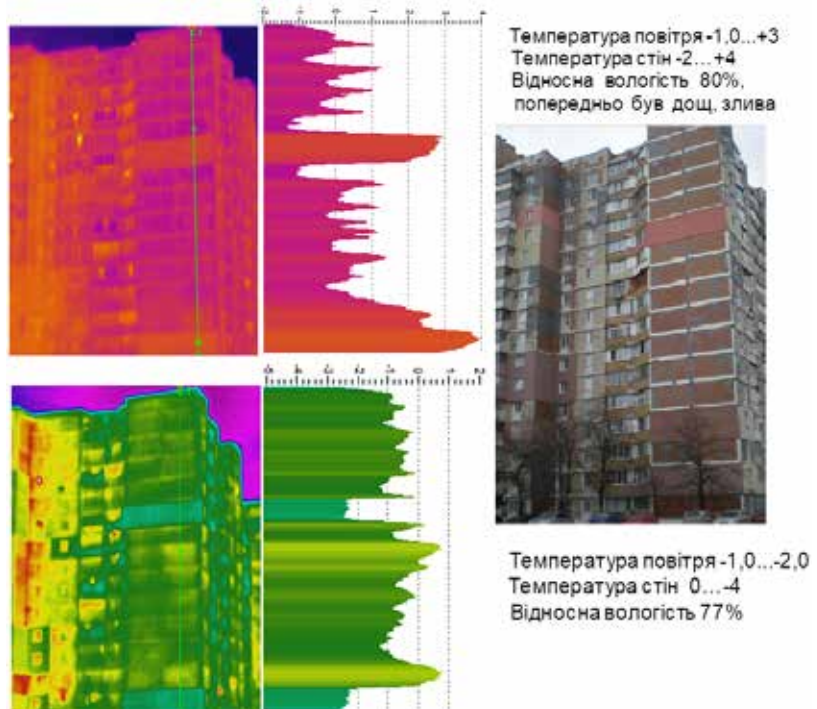 Температура повітря -1,0...+3
Температура стін -2...+4
Відносна вологість 80%,
попередньо був дощ, злива
Температура повітря -1,0...-2,0
Температура стін 0...-4
Відносна вологість 77%